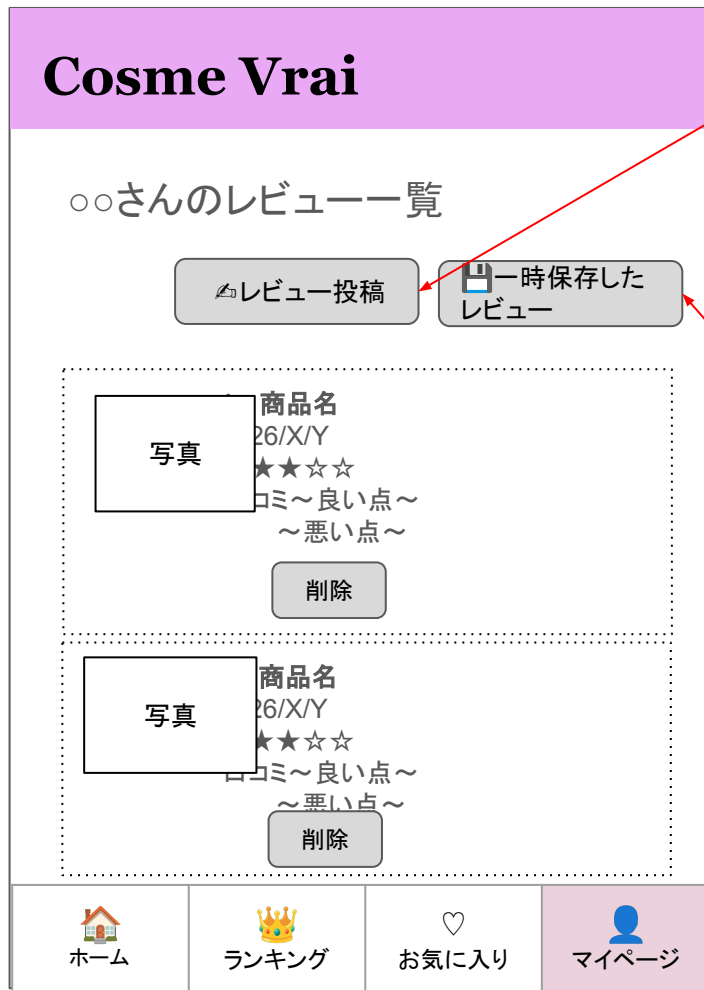 Cosme Vrai
○○さんのレビュー一覧
✍レビュー投稿
💾一時保存した
レビュー
写真
商品名
26/X/Y
★★☆☆
コミ～良い点～
～悪い点～
削除
写真
商品名
26/X/Y
★★☆☆
口コミ～良い点～
～悪い点～
削除
ホーム
ランキング
♡
お気に入り
マイページ